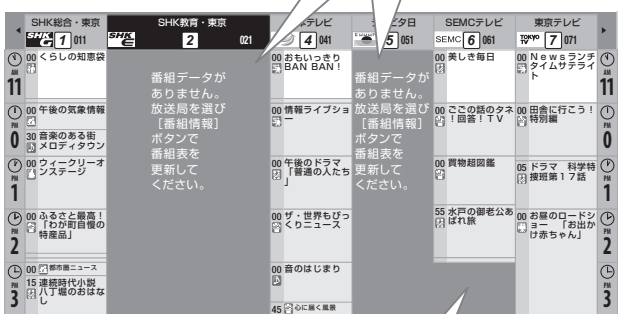 SHK総合・東京
SHK教育・東京
本テレビ
ビタ日
SEMCテレビ
東京テレビ
SHK G 1 011
SHK E 2 021
4 041
5 051
SEMC 6 061
TOKYO TV 7 071
AM 11
00 くらしの知恵袋
00 おもいっきり
BAN BAN！
00 美しき毎日
00 Ｎｅｗｓランチ
タイムサテライ
ト
番組データが
ありません。
放送局を選び
［番組情報］
ボタンで
番組表を
更新して
ください。
番組データが
ありません。
放送局を選び
［番組情報］
ボタンで
番組表を
更新して
ください。
PM 0
00 午後の気象情報
30 音楽のある街
メロディタウン
00 情報ライブショ
ー
00 ごごの話のタネ
！回答！ＴＶ
00 田舎に行こう！
特別編
PM 1
00 ウィークリーオ
ンステージ
00 午後のドラマ
「普通の人たち
」
00 買物超図鑑
05 ドラマ　科学特
捜班第１７話
PM 2
00 ふるさと最高！
「わが町自慢の
特産品」
00 ザ・世界もびっ
くりニュース
55 水戸の御老公あ
ばれ旅
00 お昼のロードシ
ョー　「お出か
け赤ちゃん」
PM 3
00 都市圏ニュース
15 連続時代小説
八丁堀のおはな
し
00 音のはじまり
45 心に届く風景